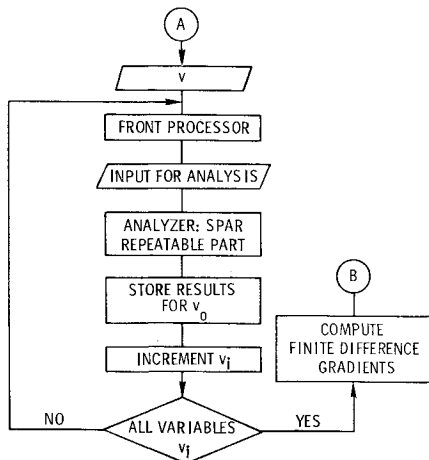 A
v
FRONT PROCESSOR
INPUT FOR ANALYSIS
ANALYZER: SPAR
REPEATABLE PART
STORE RESULTS
FOR v0
INCREMENT vi
ALL VARIABLES
vi
NO
YES
COMPUTE
FINITE DIFFERENCE
GRADIENTS
B